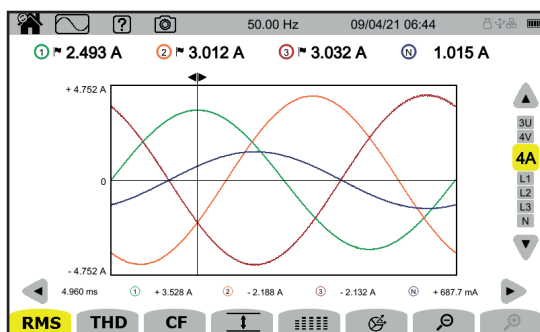 ? 50.00 Hz 09/04/21 06:44
1 2.493 A 2 3.012 A 3 3.032 A N 1.015 A
+ 4.752 A
0
- 4.752 A
3U
4V
4A
L1
L2
L3
N
4.960 ms 1 + 3.528 A 2 - 2.188 A 3 - 2.132 A N + 687.7 mA
RMS THD CF